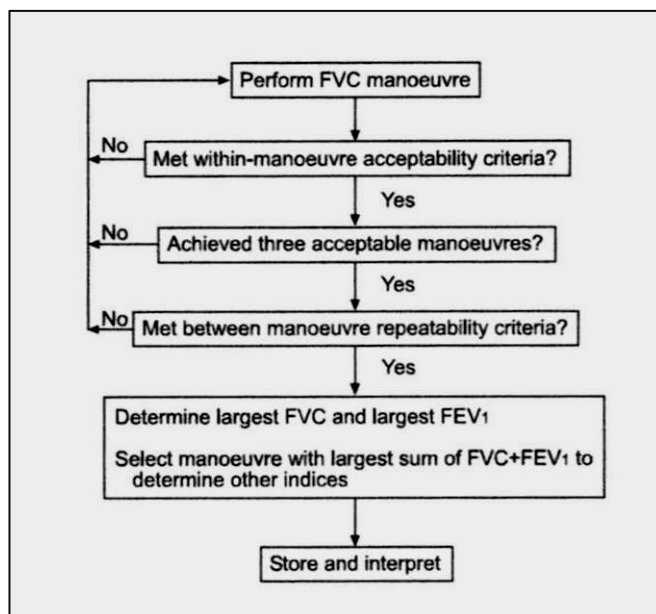 Perform FVC manoeuvre
No
Met within-manoeuvre acceptability criteria?
Yes
No
Achieved three acceptable manoeuvres?
Yes
No
Met between manoeuvre repeatability criteria?
Yes
Determine largest FVC and largest FEV₁
Select manoeuvre with largest sum of FVC+FEV₁ to
determine other indices
Store and interpret